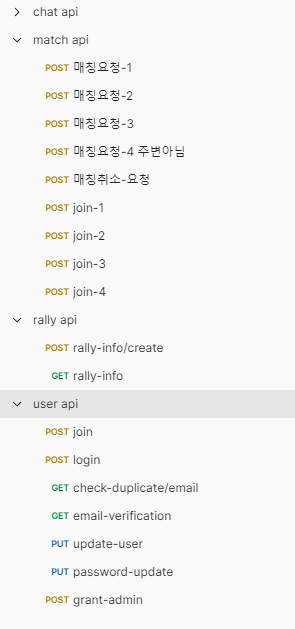 chat api
match api
POST 매칭요청-1
POST 매칭요청-2
POST 매칭요청-3
POST 매칭요청-4 주변아님
POST 매칭취소-요청
POST join-1
POST join-2
POST join-3
POST join-4
rally api
POST rally-info/create
GET rally-info
user api
POST join
POST login
GET check-duplicate/email
GET email-verification
PUT update-user
PUT password-update
POST grant-admin